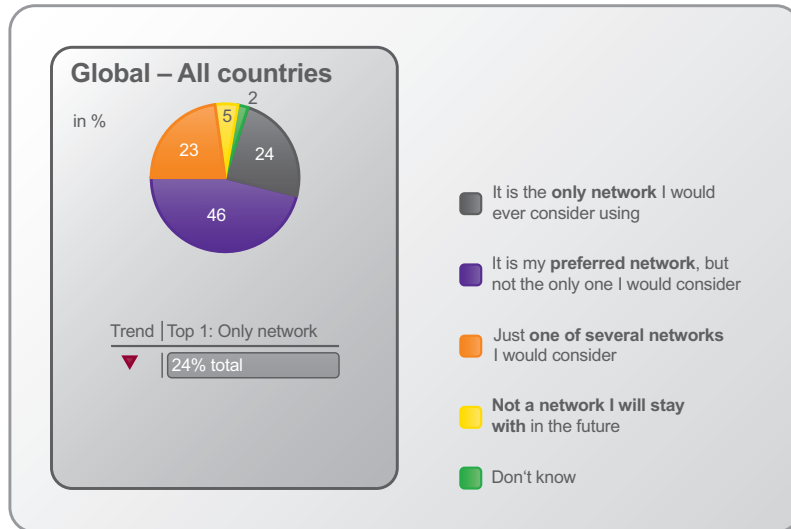 Global – All countries
in %
2
5
24
23
46
Trend
Top 1: Only network
24% total
It is the only network I would
ever consider using
It is my preferred network, but
not the only one I would consider
Just one of several networks
I would consider
Not a network I will stay
with in the future
Don‘t know